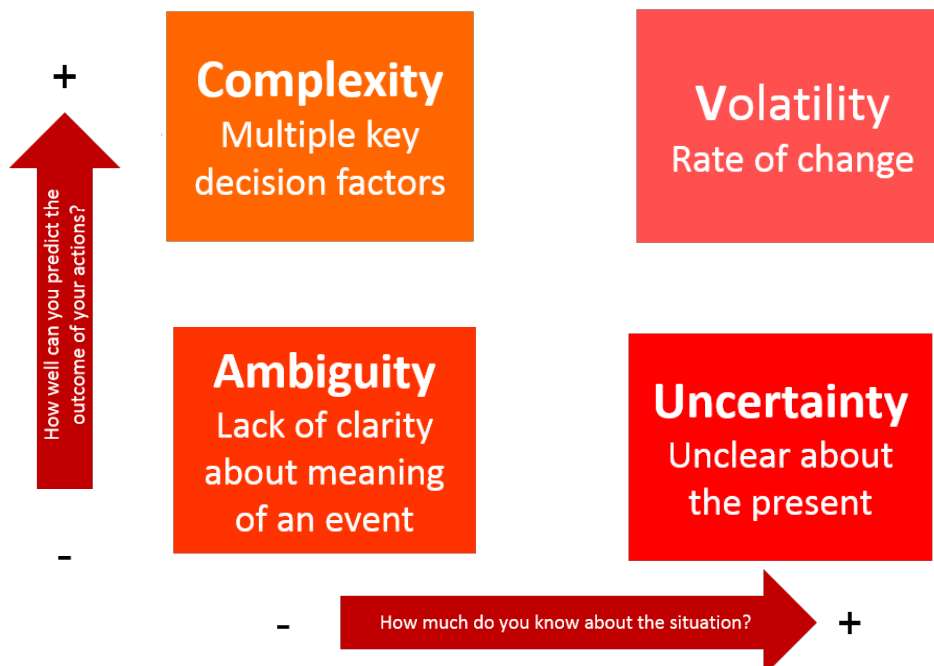 +
Complexity
Multiple key
decision factors
Volatility
Rate of change
How well can you predict the
outcome of your actions?
Ambiguity
Lack of clarity
about meaning
of an event
Uncertainty
Unclear about
the present
-
-
How much do you know about the situation?
+